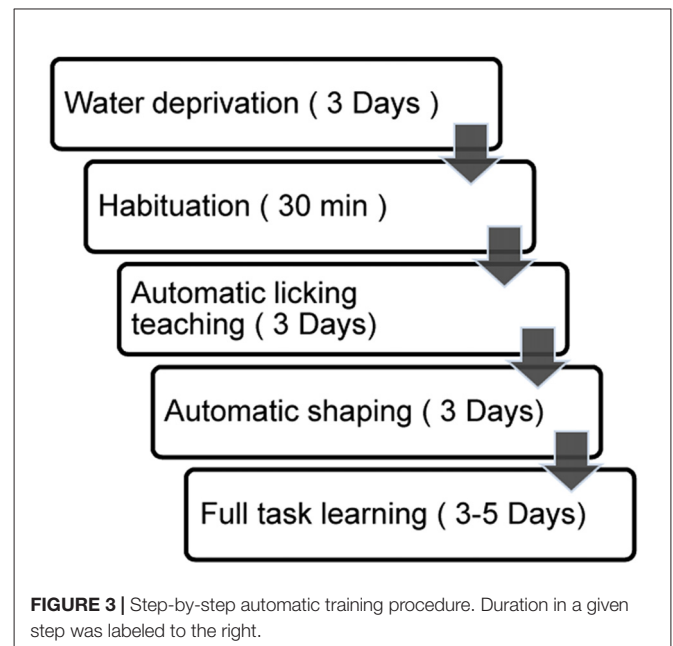 Water deprivation ( 3 Days )
Habituation ( 30 min )
Automatic licking
teaching ( 3 Days)
Automatic shaping ( 3 Days)
Full task learning ( 3-5 Days)
FIGURE 3 | Step-by-step automatic training procedure. Duration in a given
step was labeled to the right.